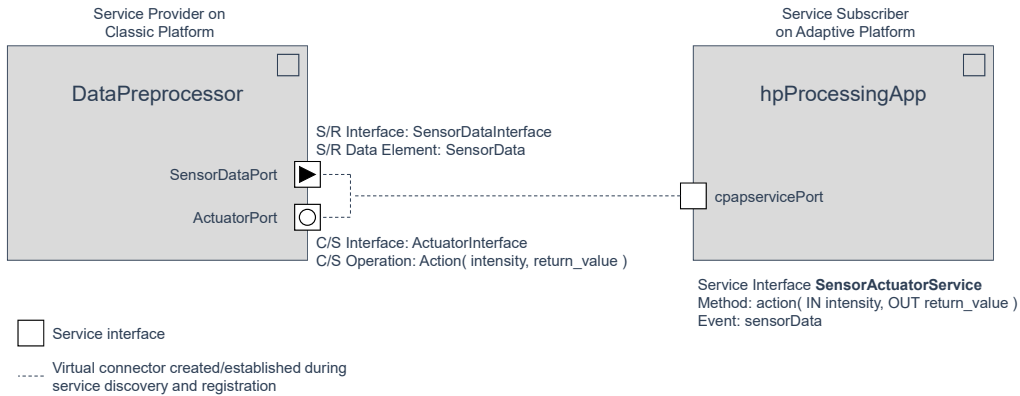 Service Provider on
Classic Platform
DataPreprocessor
SensorDataPort
ActuatorPort
S/R Interface: SensorDataInterface
S/R Data Element: SensorData
C/S Interface: ActuatorInterface
C/S Operation: Action( intensity, return_value )
Service Subscriber
on Adaptive Platform
hpProcessingApp
cpapservicePort
Service Interface SensorActuatorService
Method: action( IN intensity, OUT return_value )
Event: sensorData
Service interface
Virtual connector created/established during
service discovery and registration